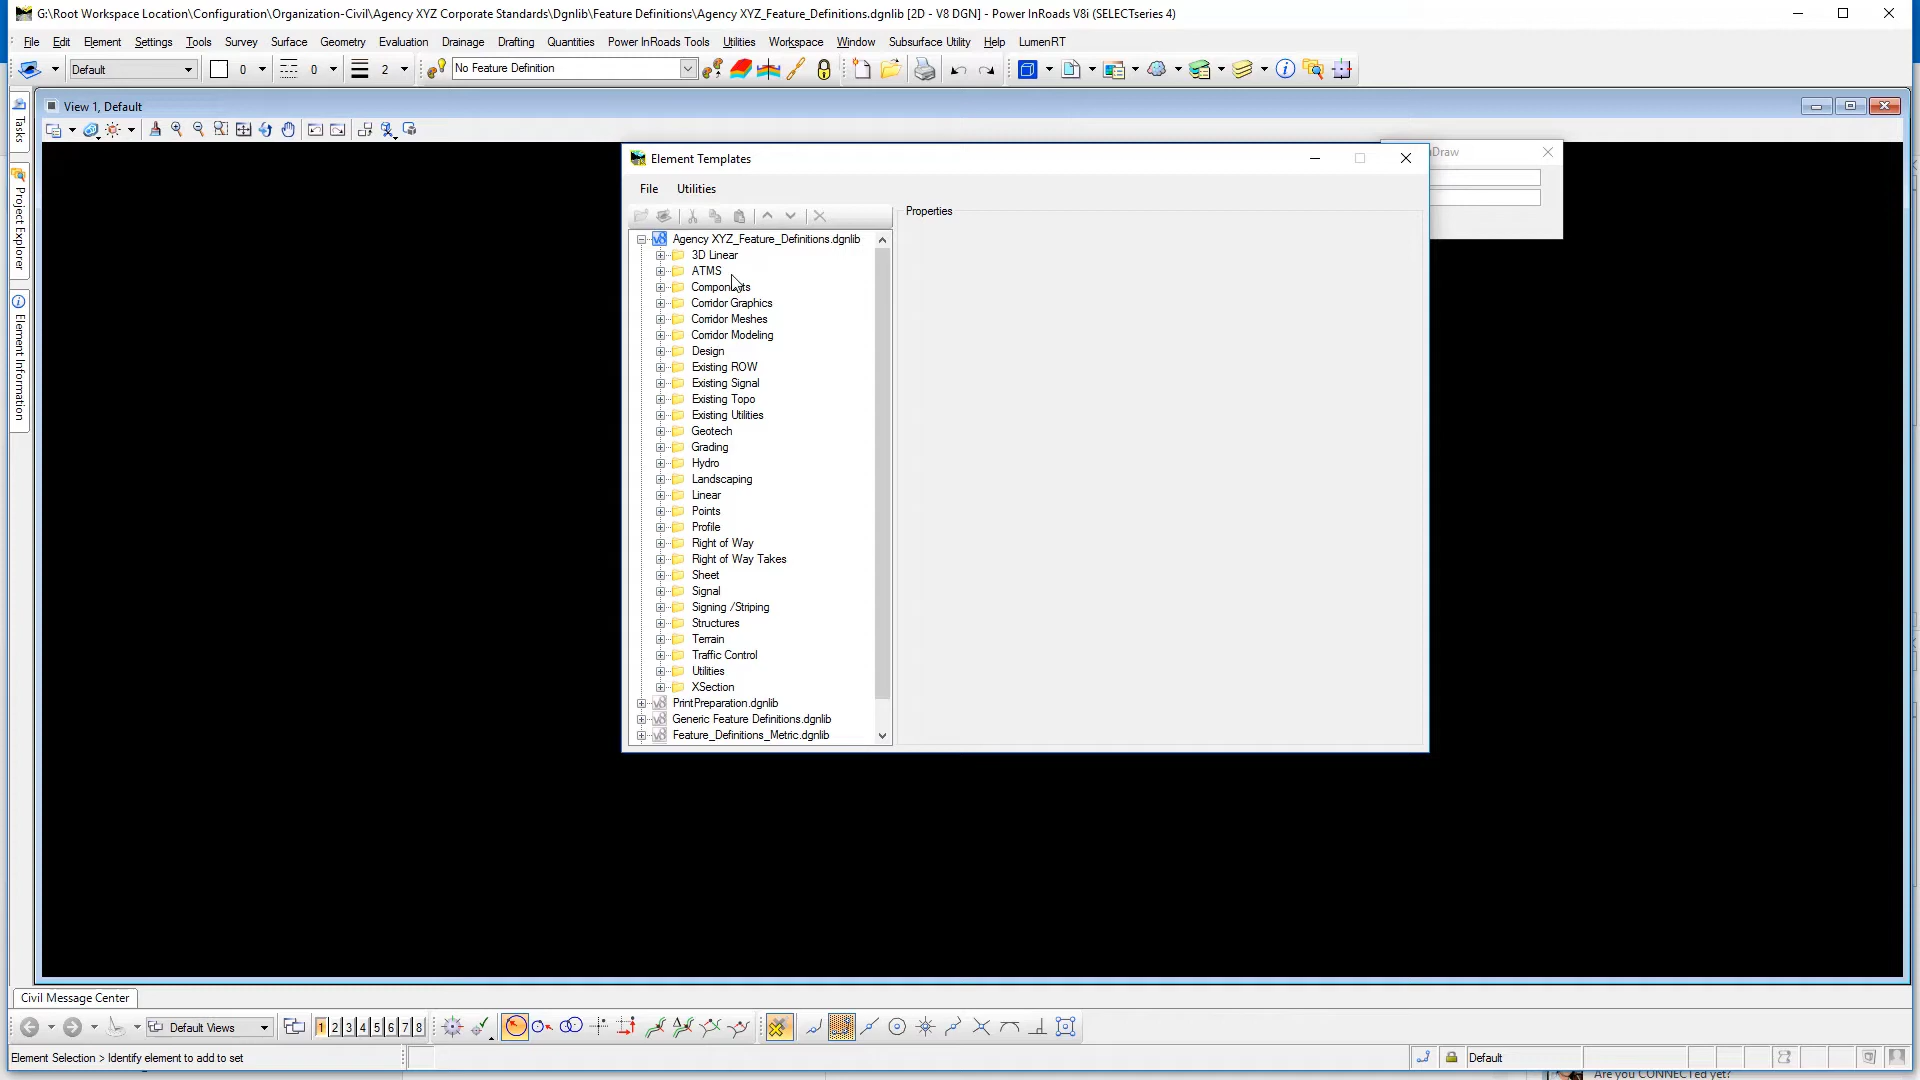 G:\Root Workspace Location\Configuration\Organization-Civil\Agency XYZ Corporate Standards\Dgnlib\Feature Definitions\Agency XYZ_Feature_Definitions.dgnlib [2D - V8 DGN] - Power InRoads V8i (SELECTseries 4)
File Edit Element Settings Tools Survey Surface Geometry Evaluation Drainage Drafting Quantities Power InRoads Tools Utilities Workspace Window Subsurface Utility Help LumenRT
Default 0 0 2 No Feature Definition
View 1, Default
Tasks
Project Explorer
Element Information
Element Templates
Draw
File Utilities
Properties
Agency XYZ_Feature_Definitions.dgnlib
3D Linear
ATMS
Components
Corridor Graphics
Corridor Meshes
Corridor Modeling
Design
Existing ROW
Existing Signal
Existing Topo
Existing Utilities
Geotech
Grading
Hydro
Landscaping
Linear
Points
Profile
Right of Way
Right of Way Takes
Sheet
Signal
Signing /Striping
Structures
Terrain
Traffic Control
Utilities
XSection
PrintPreparation.dgnlib
Generic Feature Definitions.dgnlib
Feature_Definitions_Metric.dgnlib
Civil Message Center
Default Views 1 2 3 4 5 6 7 8
Element Selection > Identify element to add to set
Default
Are you CONNECTed yet?